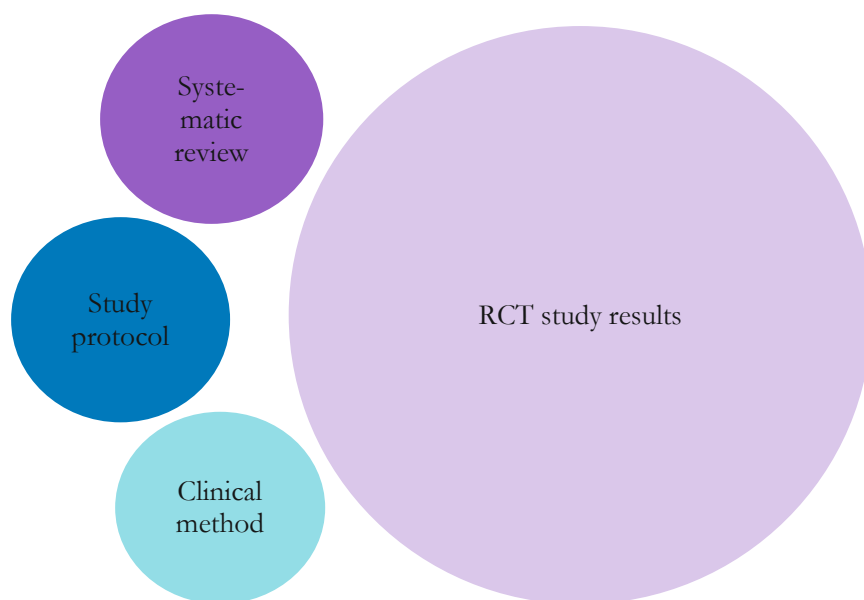 Syste-
matic
review
Study
protocol
Clinical
method
RCT study results